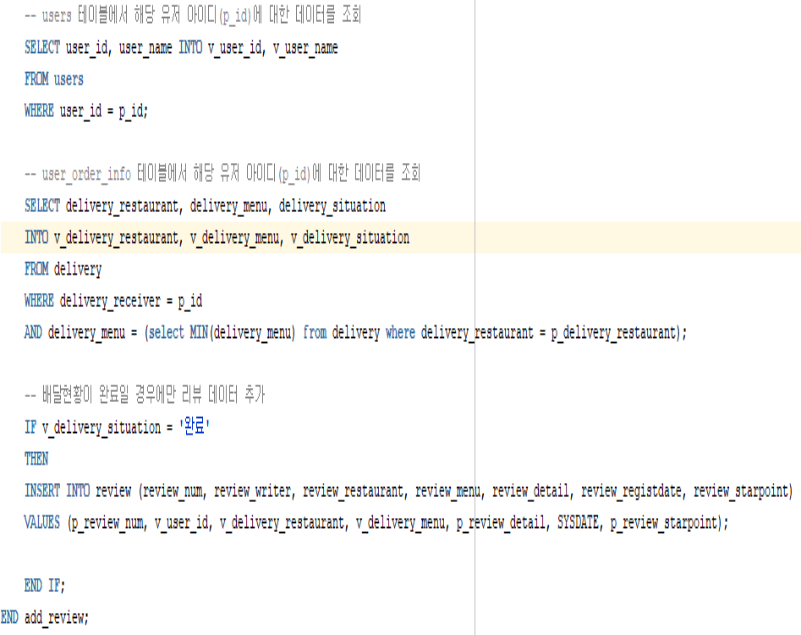 -- users 테이블에서 해당 유저 아이디(p_id)에 대한 데이터를 조회
SELECT user_id, user_name INTO v_user_id, v_user_name
FROM users
WHERE user_id = p_id;
-- user_order_info 테이블에서 해당 유저 아이디(p_id)에 대한 데이터를 조회
SELECT delivery_restaurant, delivery_menu, delivery_situation
INTO v_delivery_restaurant, v_delivery_menu, v_delivery_situation
FROM delivery
WHERE delivery_receiver = p_id
AND delivery_menu = (select MIN(delivery_menu) from delivery where delivery_restaurant = p_delivery_restaurant);
-- 배달현황이 완료일 경우에만 리뷰 데이터 추가
IF v_delivery_situation = '완료'
THEN
INSERT INTO review (review_num, review_writer, review_restaurant, review_menu, review_detail, review_registdate, review_starpoint)
VALUES (p_review_num, v_user_id, v_delivery_restaurant, v_delivery_menu, p_review_detail, SYSDATE, p_review_starpoint);
END IF;
END add_review;